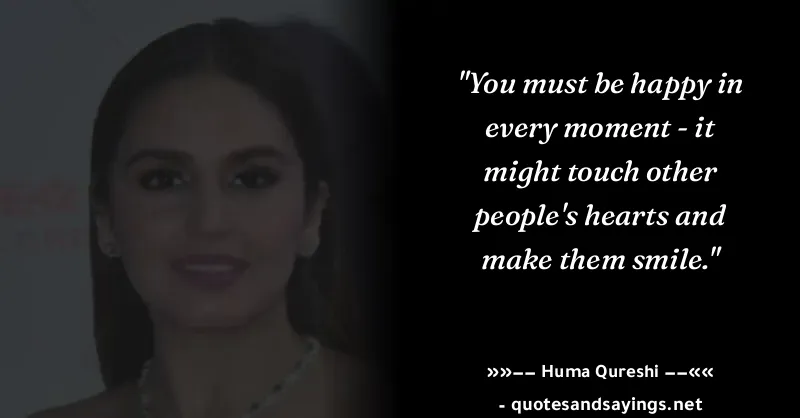 "You must be happy in
every moment - it
might touch other
people's hearts and
make them smile."
»»−− Huma Qureshi −−««
- quotesandsayings.net